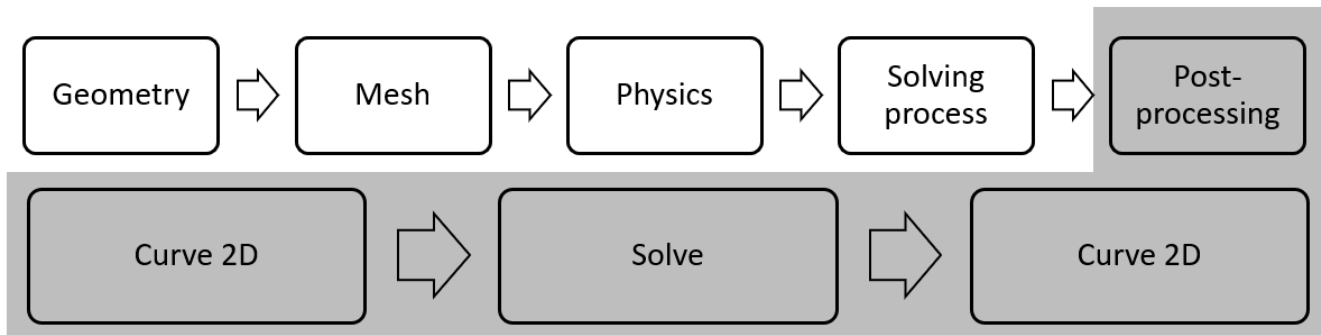 Geometry
Mesh
Physics
Solving
process
Post-
processing
Curve 2D
Solve
Curve 2D